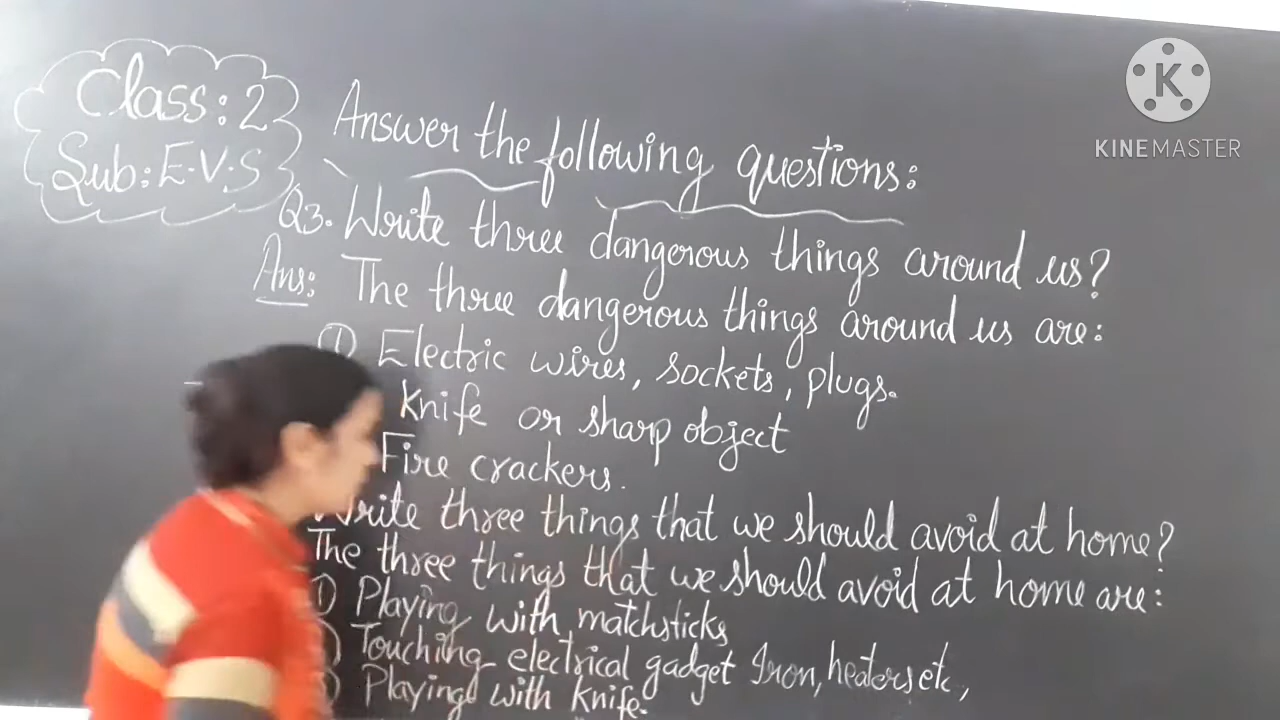 Class: 2
Sub: E.V.S
Answer the following questions:
Q3. Write three dangerous things around us?
Ans: The three dangerous things around us are:
① Electric wires, sockets, plugs.
Knife or sharp object
Fire crackers.
Write three things that we should avoid at home?
The three things that we should avoid at home are:
① Playing with matchsticks
Touching electrical gadget Iron, heaters etc,
Playing with knife.
KINEMASTER